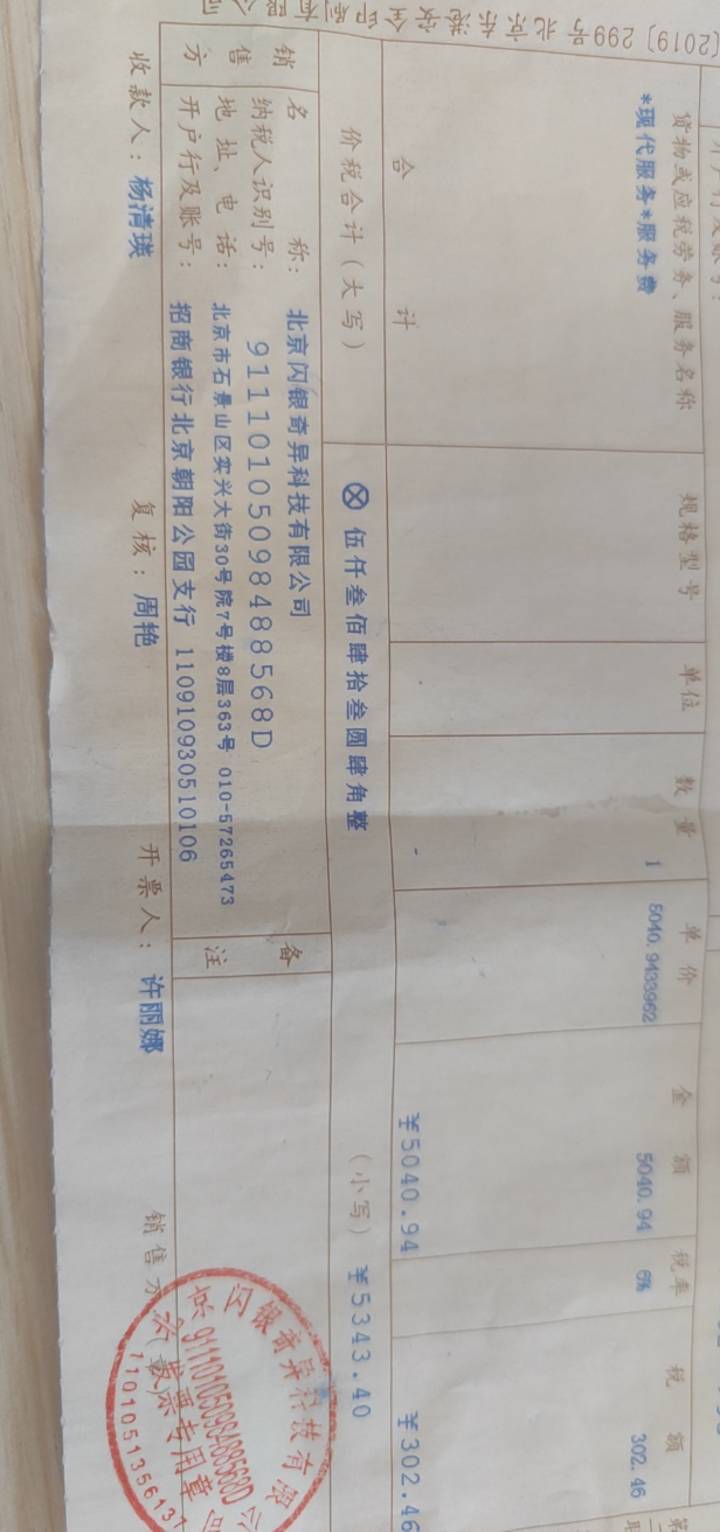 货物或应税劳务、服务名称 规格型号 单位 数量 单价 金额 税率 税额
*现代服务*服务费 1 5040.9433962 5040.94 6% 302.46
合计 ¥5040.94 ¥302.46
价税合计（大写） ⊗伍仟叁佰肆拾叁圆肆角整 （小写）¥5343.40
销售方
名称：北京闪银奇异科技有限公司
纳税人识别号：91110105098488568D
地址、电话：北京市石景山区实兴大街30号院7号楼8层363号 010-57265473
开户行及账号：招商银行北京朝阳公园支行 110910930510106
备注
收款人：杨清瑛 复核：周艳 开票人：许丽娜 销售方
〔2019〕299号北京东港安全印刷有限公司
京闪银奇异科技有限公司
91110105098488568D
发票专用章
1101051356131